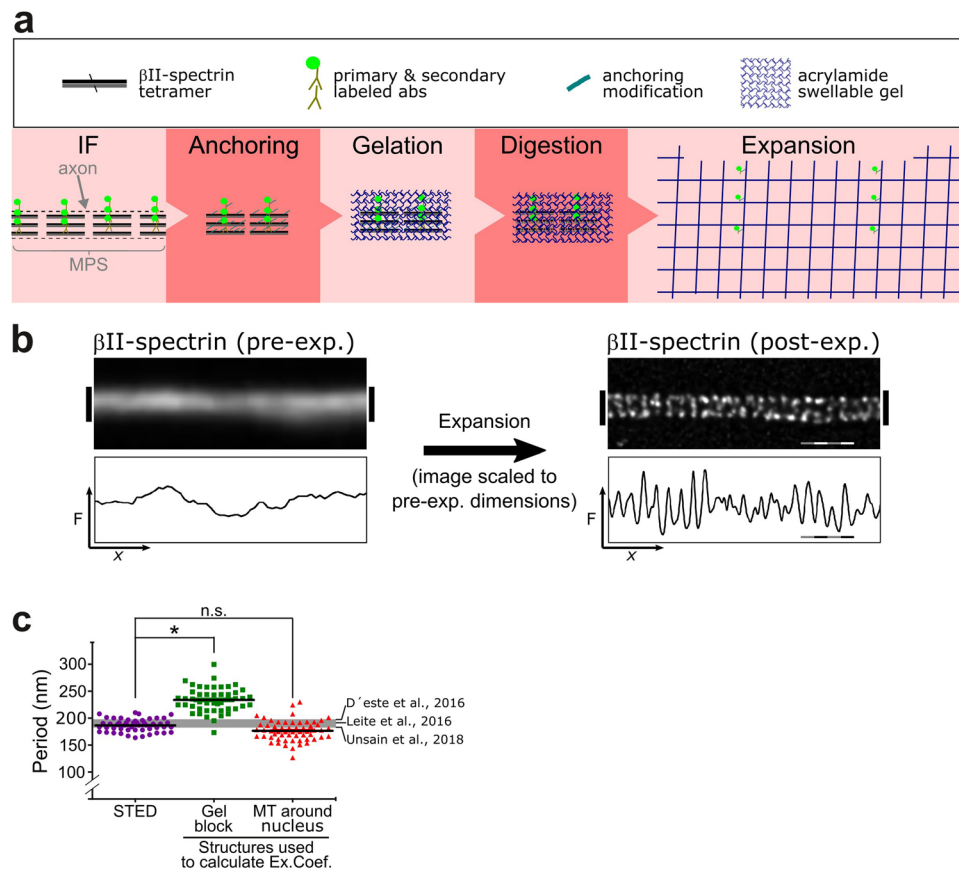 a
βII-spectrin
tetramer
primary & secondary
labeled abs
anchoring
modification
acrylamide
swellable gel
IF
Anchoring
Gelation
Digestion
Expansion
axon
MPS
b
βII-spectrin (pre-exp.)
βII-spectrin (post-exp.)
Expansion
(image scaled to
pre-exp. dimensions)
F
x
F
x
c
n.s.
*
Period (nm)
300
250
200
150
100
D´este et al., 2016
Leite et al., 2016
Unsain et al., 2018
STED
Gel
block
MT around
nucleus
Structures used
to calculate Ex.Coef.